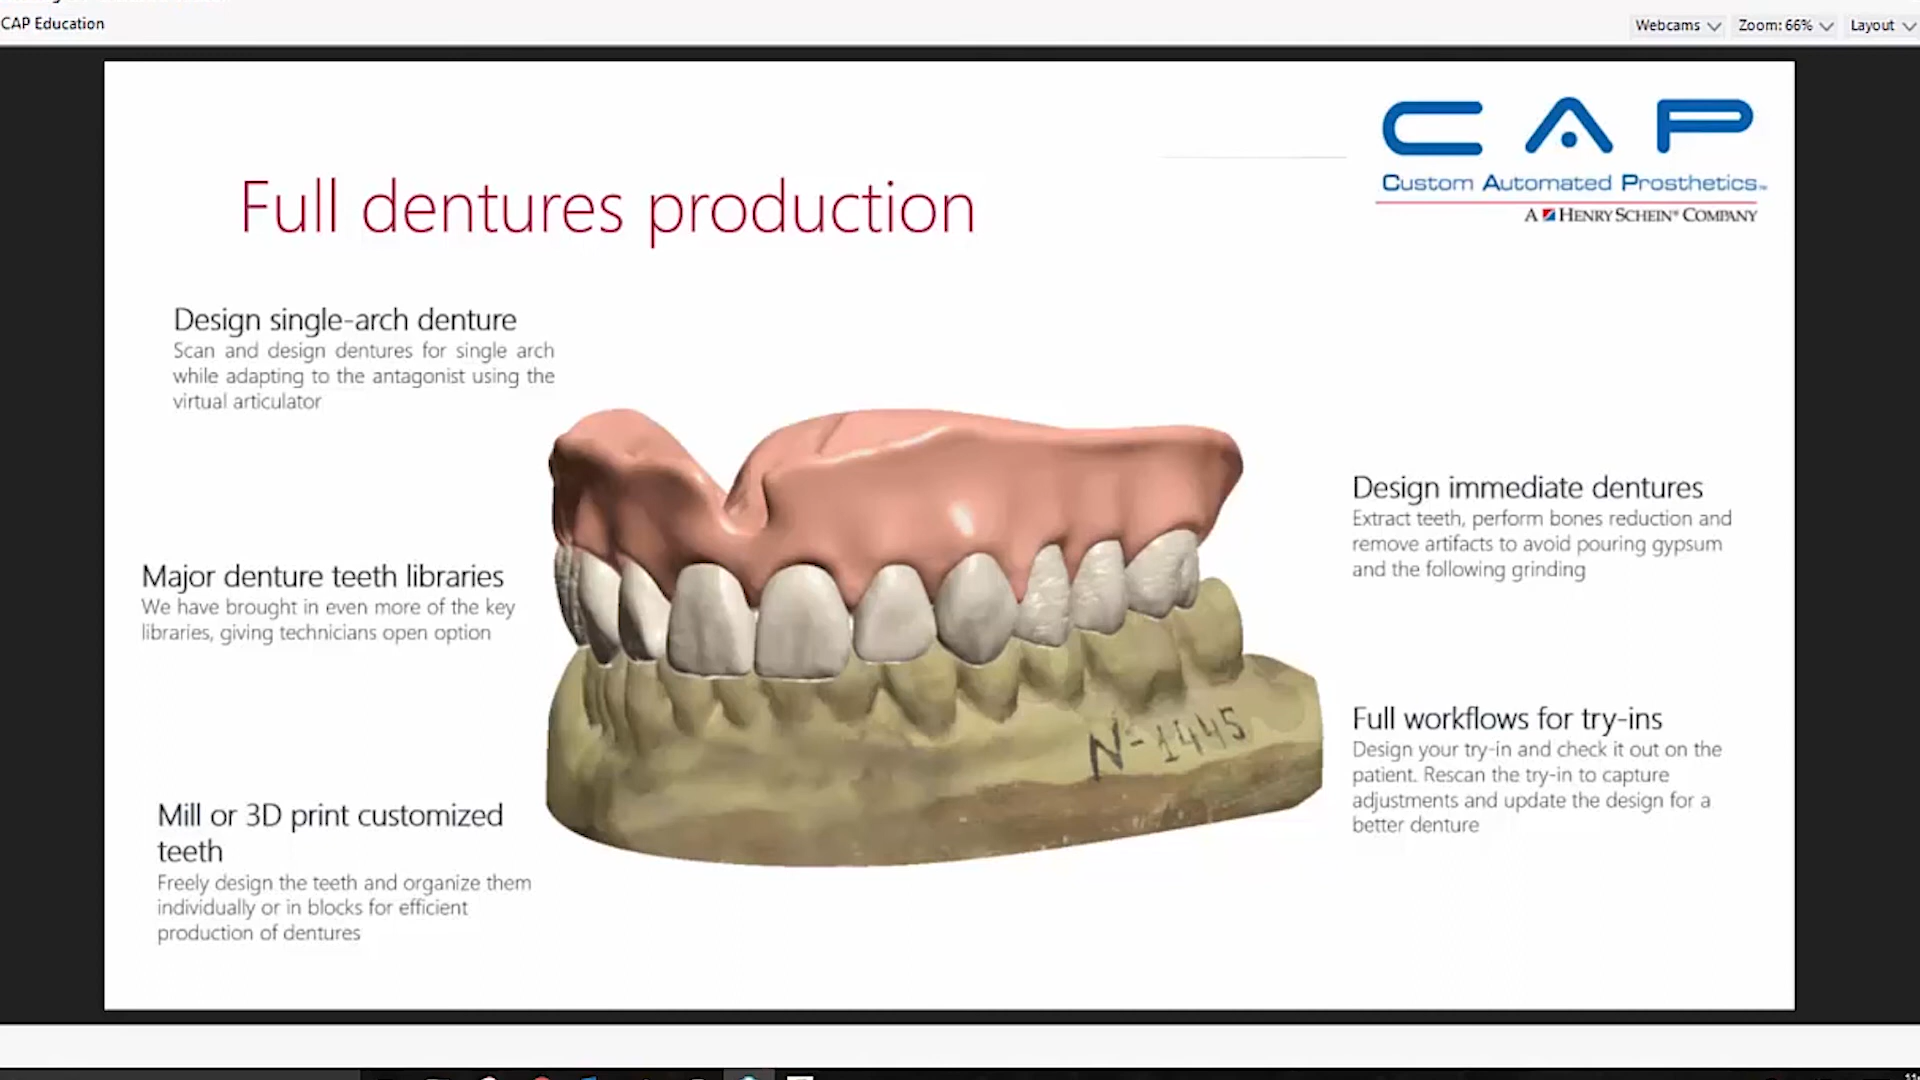 CAP Education
Webcams
Zoom: 66%
Layout
CAP
Custom Automated Prosthetics™
A HENRY SCHEIN® COMPANY
Full dentures production
Design single-arch denture
Scan and design dentures for single arch
while adapting to the antagonist using the
virtual articulator
Major denture teeth libraries
We have brought in even more of the key
libraries, giving technicians open option
Mill or 3D print customized
teeth
Freely design the teeth and organize them
individually or in blocks for efficient
production of dentures
N-1445
Design immediate dentures
Extract teeth, perform bones reduction and
remove artifacts to avoid pouring gypsum
and the following grinding
Full workflows for try-ins
Design your try-in and check it out on the
patient. Rescan the try-in to capture
adjustments and update the design for a
better denture